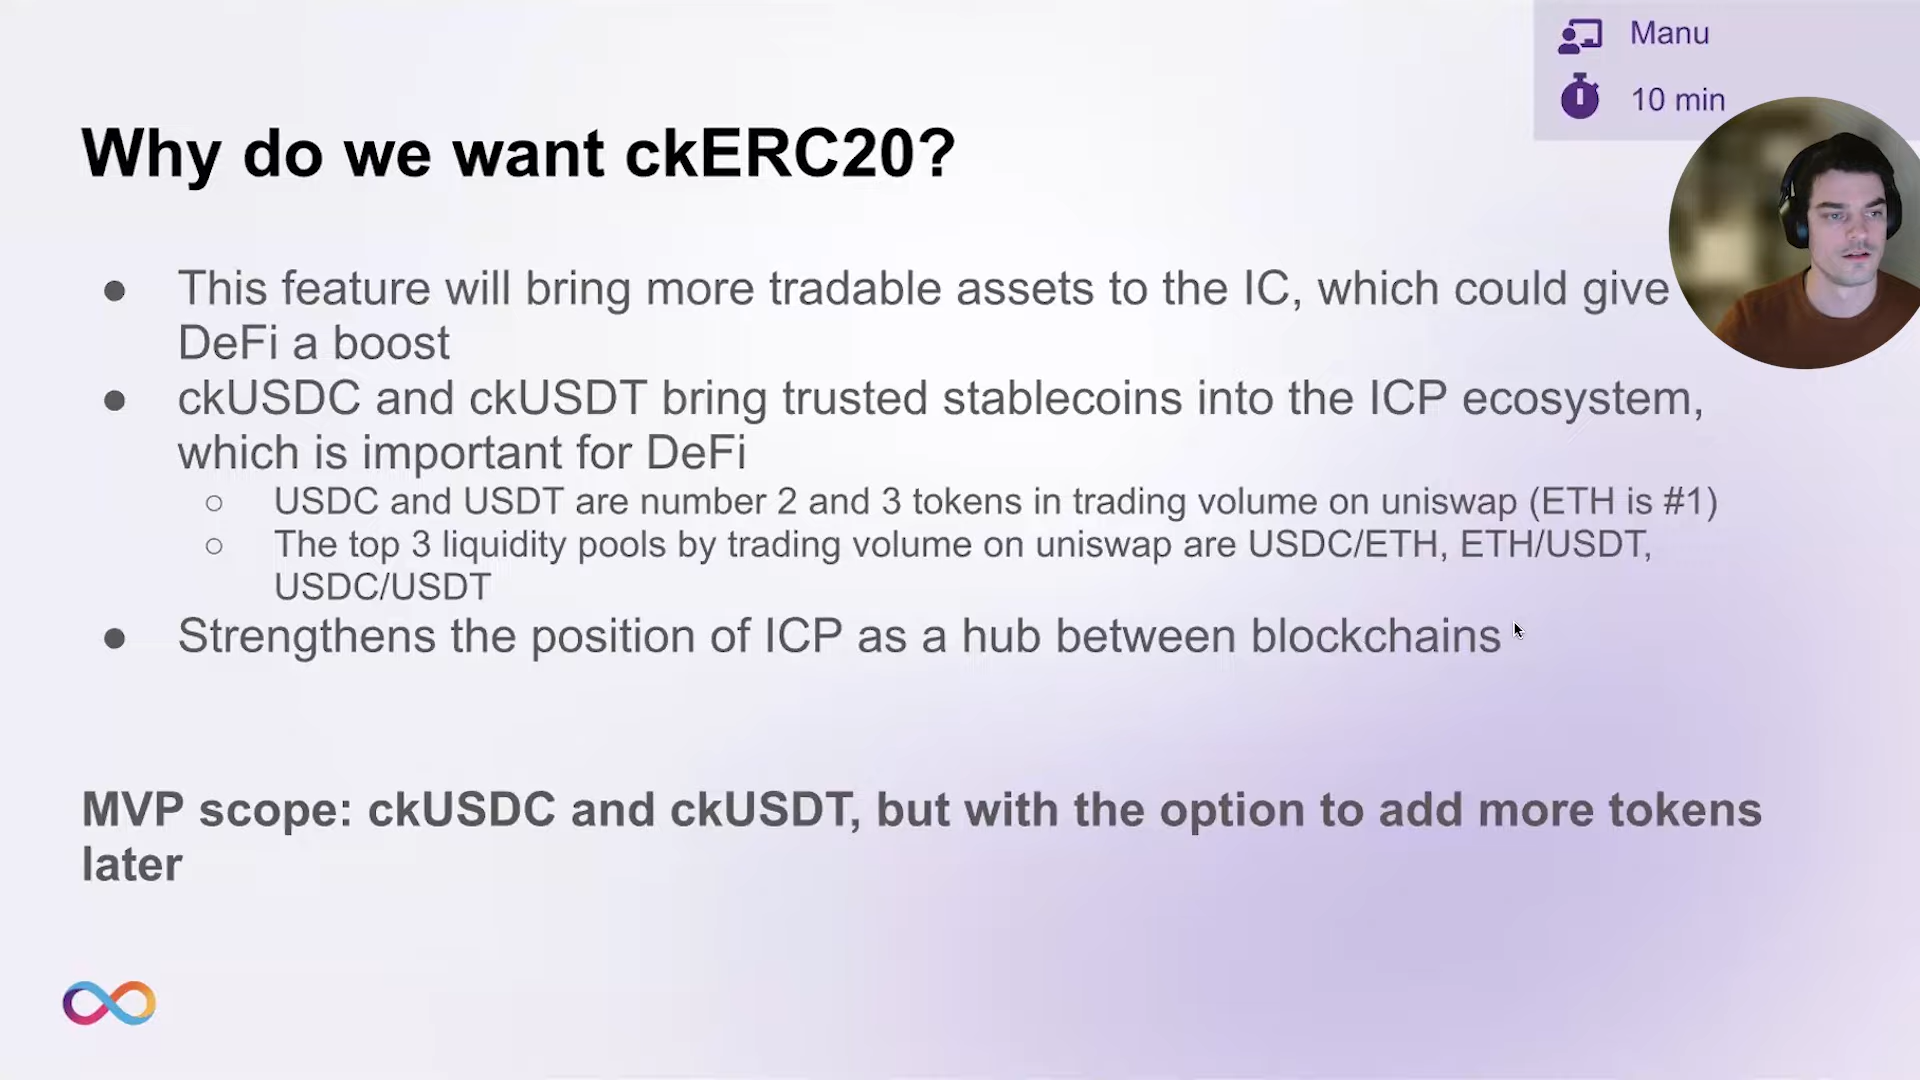 Manu
10 min
Why do we want ckERC20?
● This feature will bring more tradable assets to the IC, which could give
DeFi a boost
● ckUSDC and ckUSDT bring trusted stablecoins into the ICP ecosystem,
which is important for DeFi
○ USDC and USDT are number 2 and 3 tokens in trading volume on uniswap (ETH is #1)
○ The top 3 liquidity pools by trading volume on uniswap are USDC/ETH, ETH/USDT,
USDC/USDT
● Strengthens the position of ICP as a hub between blockchains
MVP scope: ckUSDC and ckUSDT, but with the option to add more tokens
later